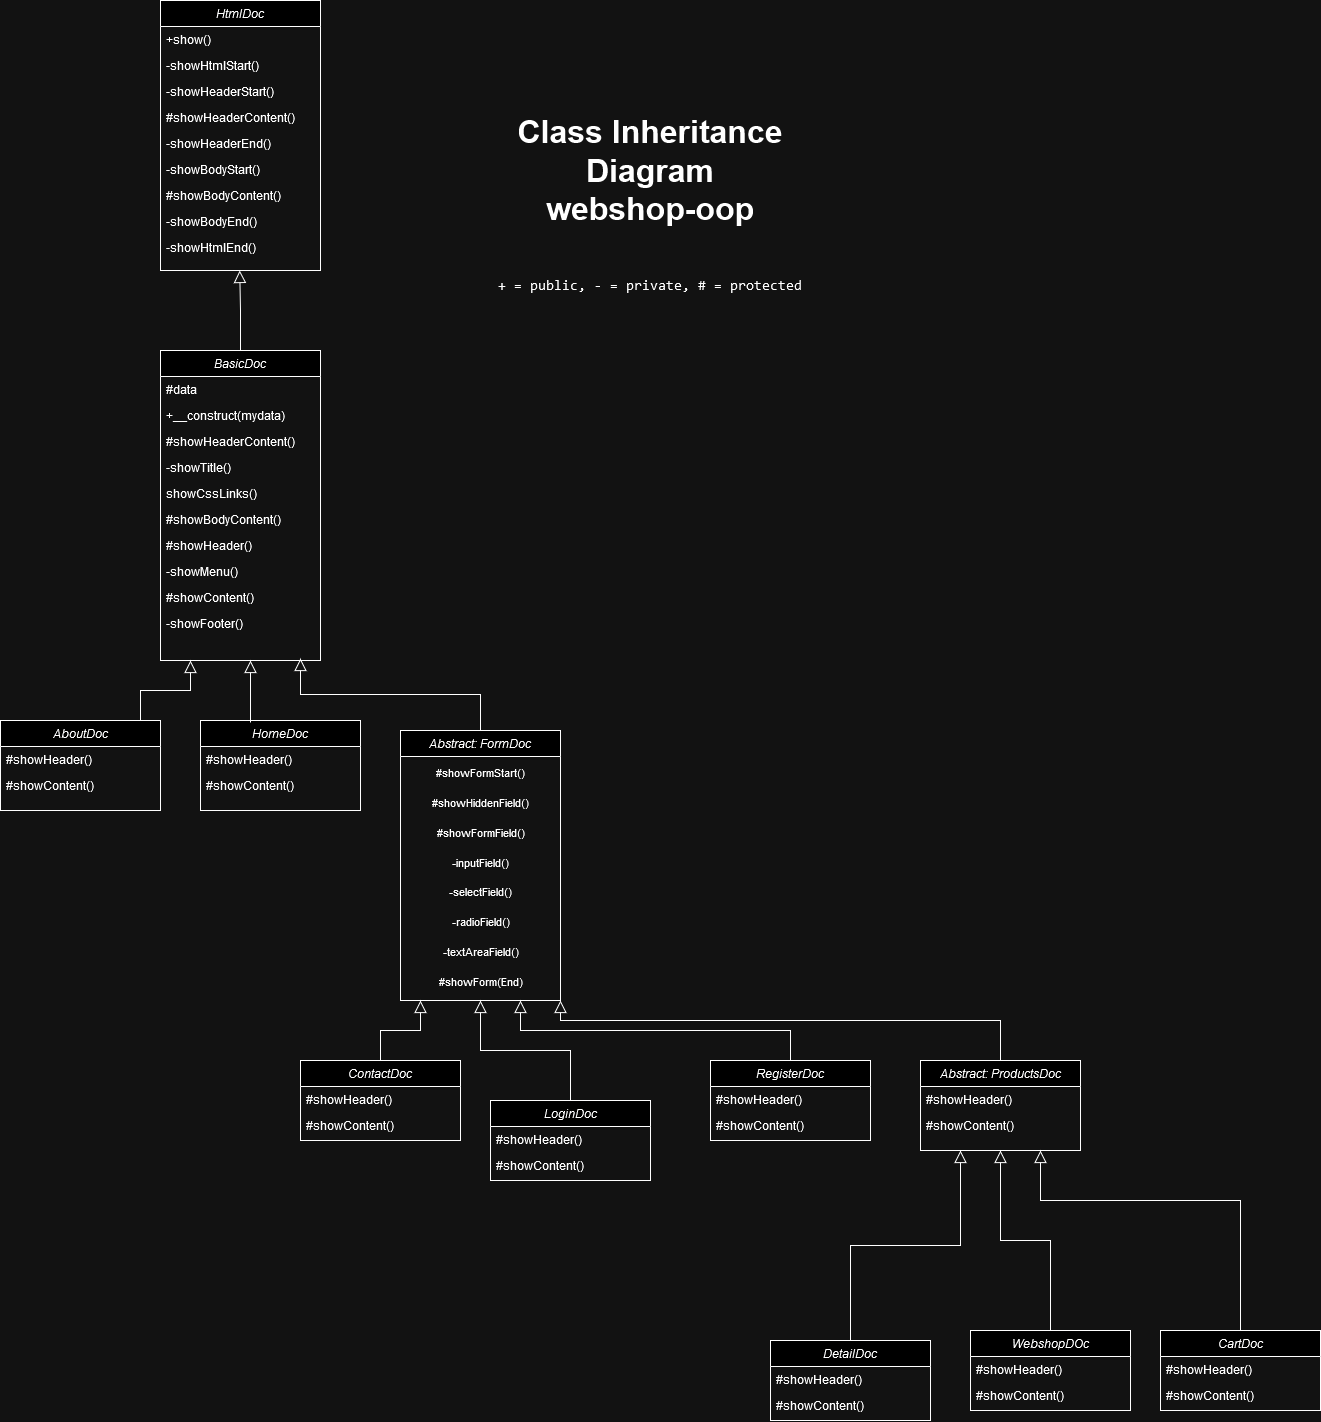 HtmlDoc
+show()
-showHtmlStart()
-showHeaderStart()
#showHeaderContent()
-showHeaderEnd()
-showBodyStart()
#showBodyContent()
-showBodyEnd()
-showHtmlEnd()
Class Inheritance
Diagram
webshop-oop
+ = public, - = private, # = protected
BasicDoc
#data
+__construct(mydata)
#showHeaderContent()
-showTitle()
showCssLinks()
#showBodyContent()
#showHeader()
-showMenu()
#showContent()
-showFooter()
AboutDoc
#showHeader()
#showContent()
HomeDoc
#showHeader()
#showContent()
Abstract: FormDoc
#showFormStart()
#showHiddenField()
#showFormField()
-inputField()
-selectField()
-radioField()
-textAreaField()
#showForm(End)
ContactDoc
#showHeader()
#showContent()
LoginDoc
#showHeader()
#showContent()
RegisterDoc
#showHeader()
#showContent()
Abstract: ProductsDoc
#showHeader()
#showContent()
DetailDoc
#showHeader()
#showContent()
WebshopDOc
#showHeader()
#showContent()
CartDoc
#showHeader()
#showContent()